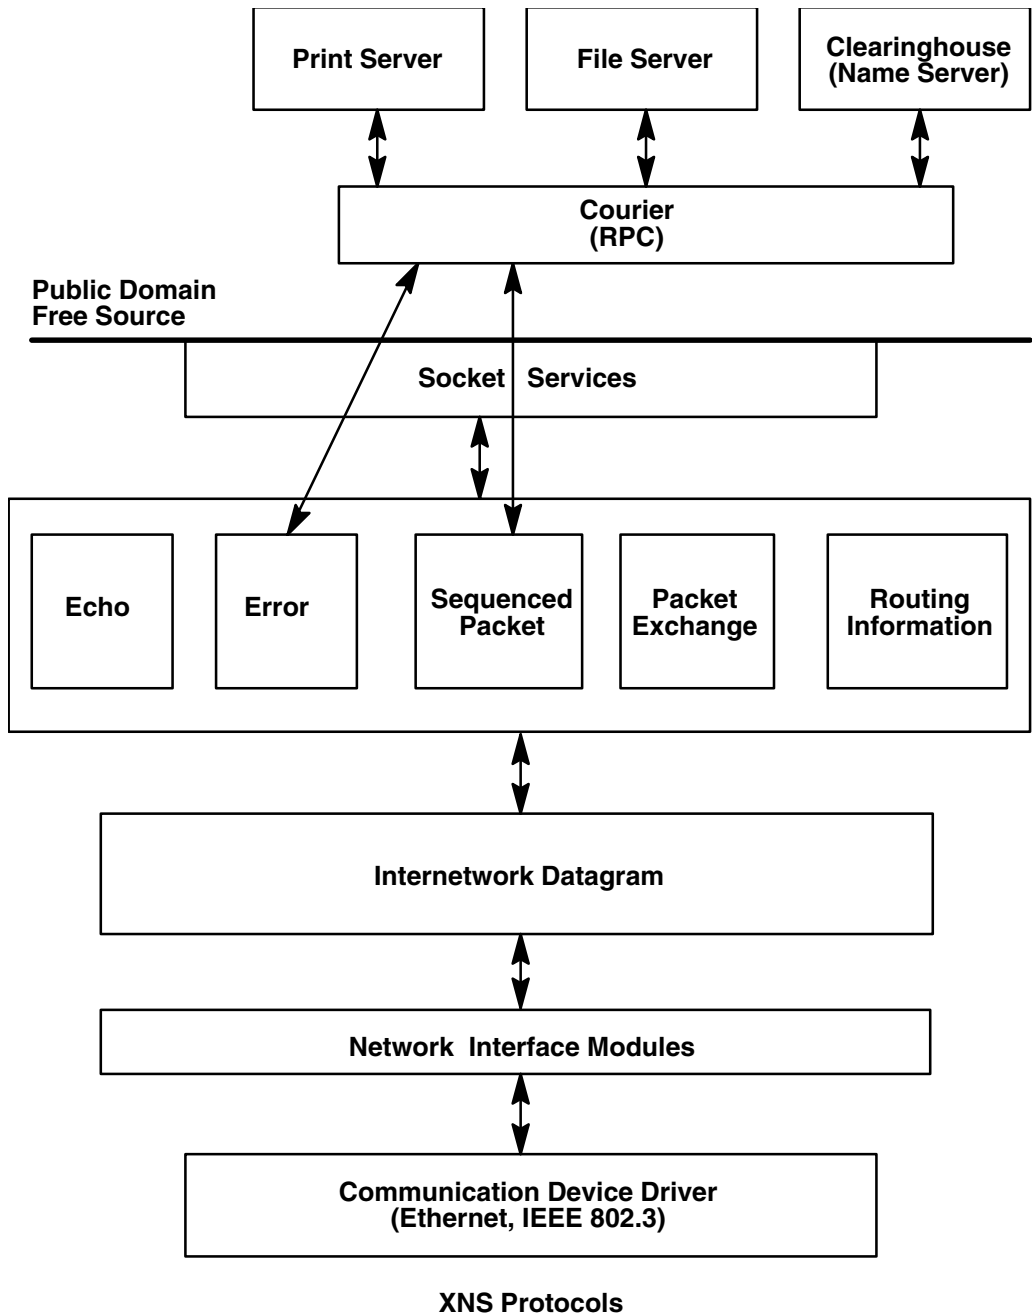 Print Server
File Server
Clearinghouse
(Name Server)
Courier
(RPC)
Public Domain
Free Source
Socket Services
Echo
Error
Sequenced
Packet
Packet
Exchange
Routing
Information
Internetwork Datagram
Network Interface Modules
Communication Device Driver
(Ethernet, IEEE 802.3)
XNS Protocols